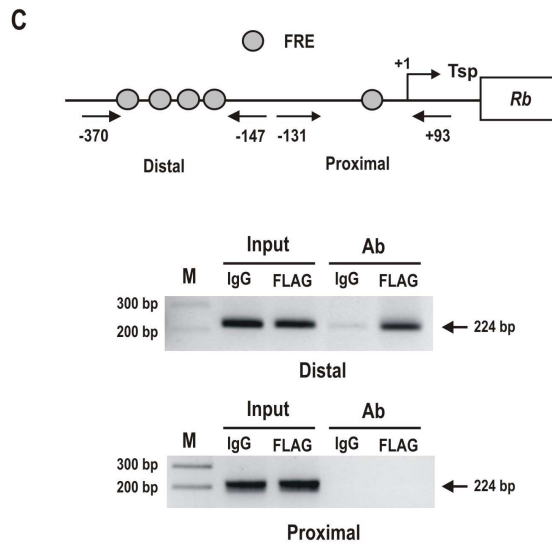 C
FRE
+1
Tsp
Rb
-370
-147
-131
+93
Distal
Proximal
Input
Ab
M
IgG
FLAG
IgG
FLAG
300 bp
200 bp
224 bp
Distal
Input
Ab
M
IgG
FLAG
IgG
FLAG
300 bp
200 bp
224 bp
Proximal